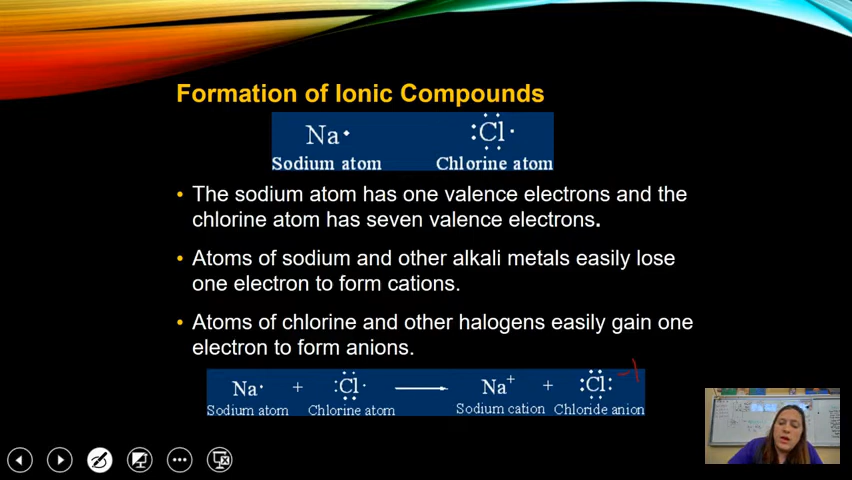 Formation of Ionic Compounds
Na· :Cl·
Sodium atom Chlorine atom
• The sodium atom has one valence electrons and the
chlorine atom has seven valence electrons.
• Atoms of sodium and other alkali metals easily lose
one electron to form cations.
• Atoms of chlorine and other halogens easily gain one
electron to form anions.
Na· + :Cl· ⟶ Na⁺ + :Cl: -1
Sodium atom Chlorine atom Sodium cation Chloride anion